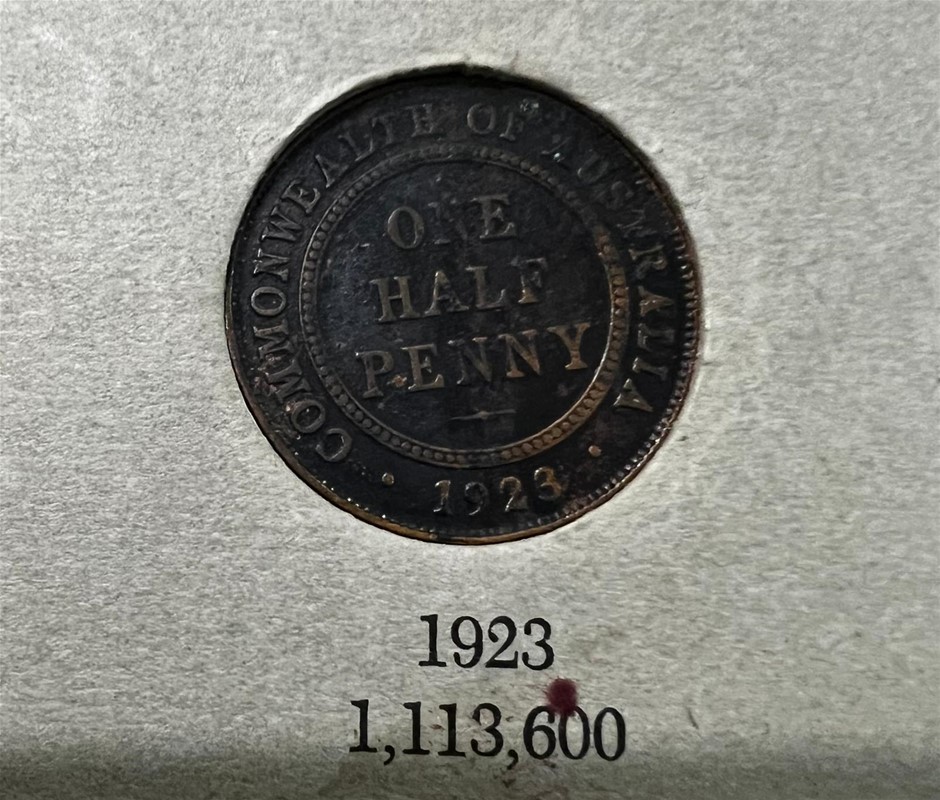 COMMONWEALTH OF AUSTRALIA
ONE
HALF
PENNY
· 1923 ·
1923
1,113,600